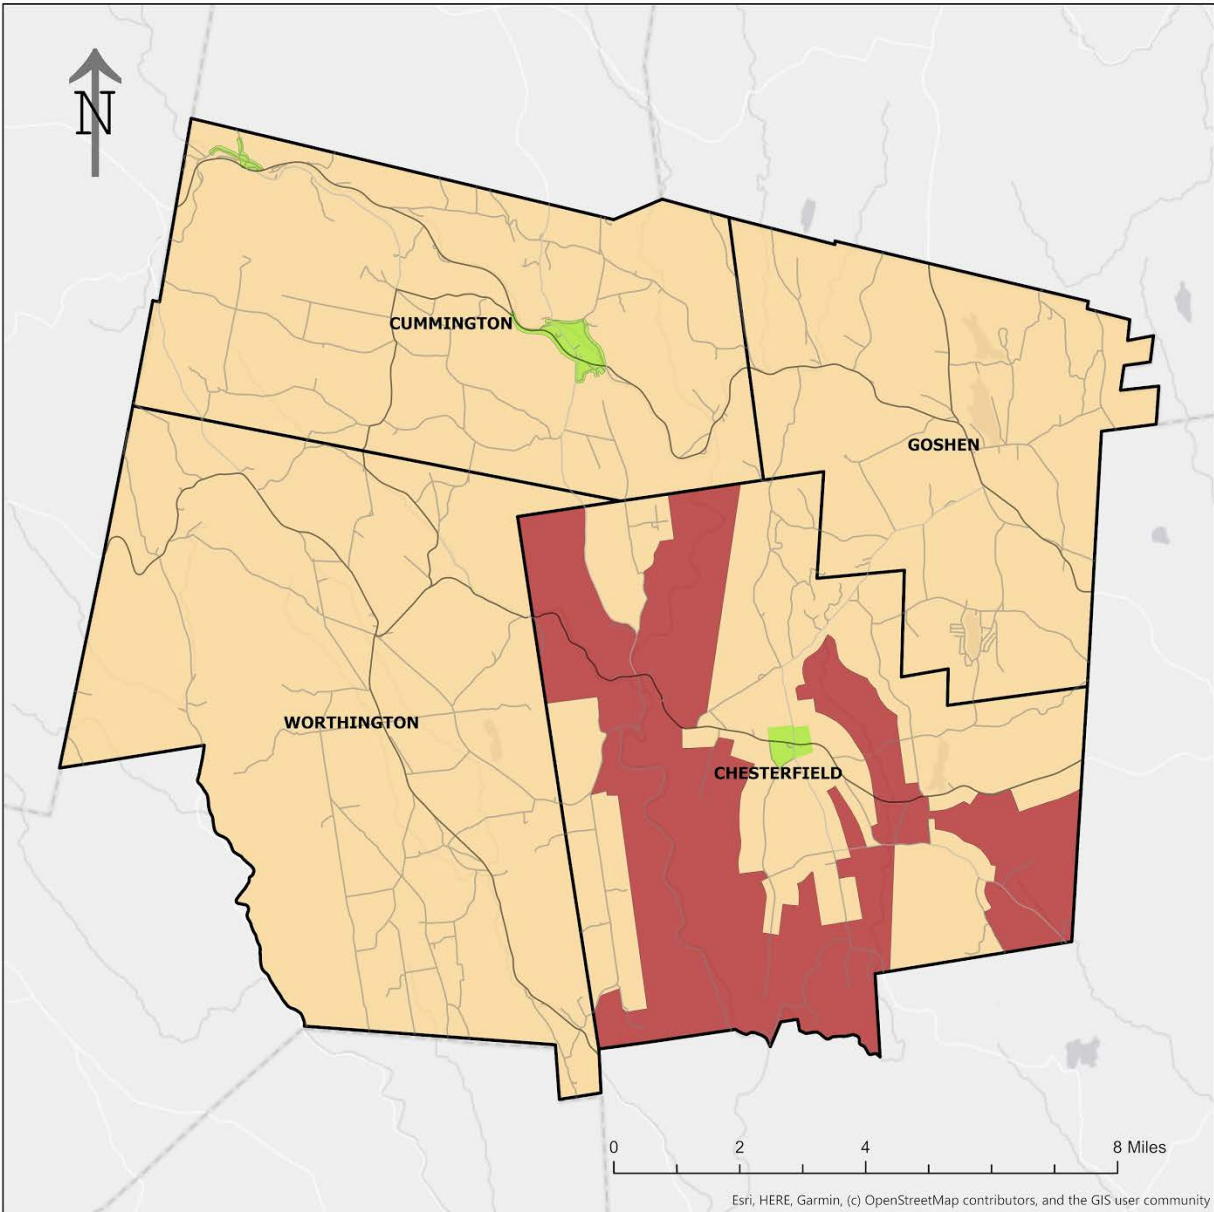 N
CUMMINGTON
GOSHEN
WORTHINGTON
CHESTERFIELD
0 2 4 8 Miles
Esri, HERE, Garmin, (c) OpenStreetMap contributors, and the GIS user community